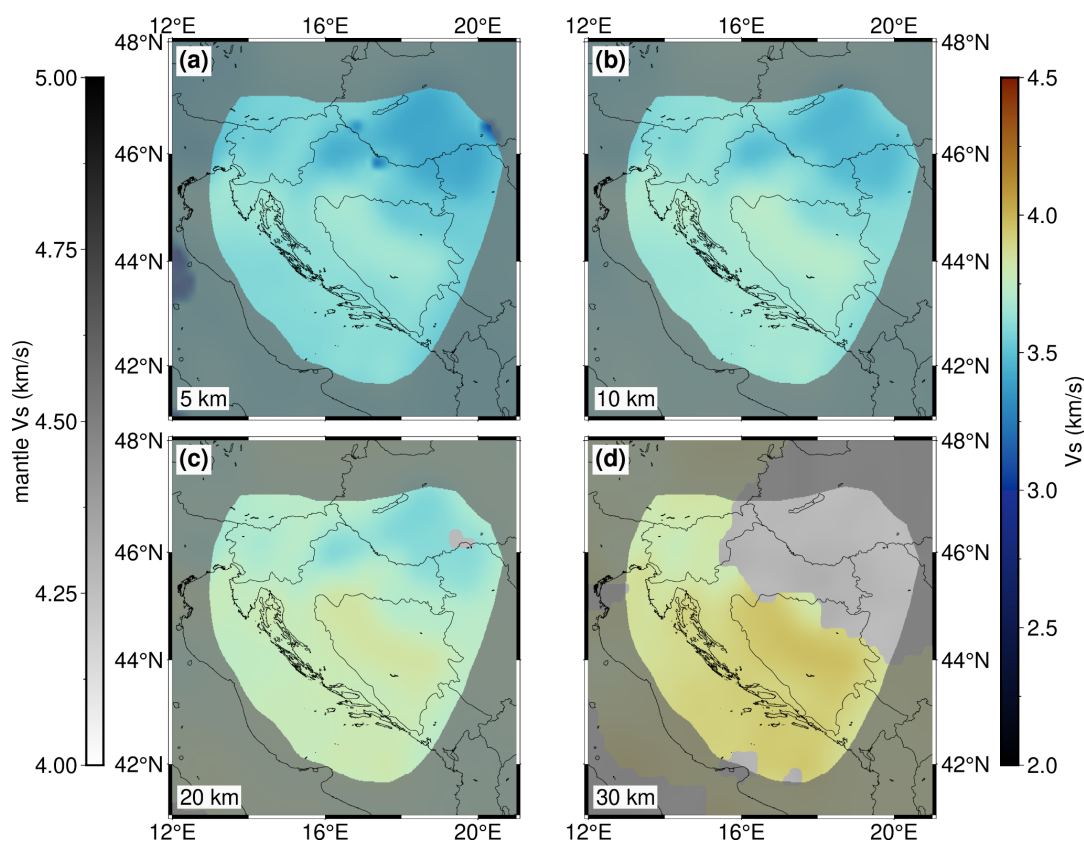 12°E 16°E 20°E 12°E 16°E 20°E
48°N (a) (b) 48°N
5.00 4.5
46°N 46°N
4.0
4.75
44°N 44°N
3.5
42°N 42°N
5 km 10 km
mantle Vs (km/s) 4.50 Vs (km/s)
48°N (c) (d) 48°N
3.0
46°N 46°N
4.25
2.5
44°N 44°N
4.00 42°N 42°N 2.0
20 km 30 km
12°E 16°E 20°E 12°E 16°E 20°E